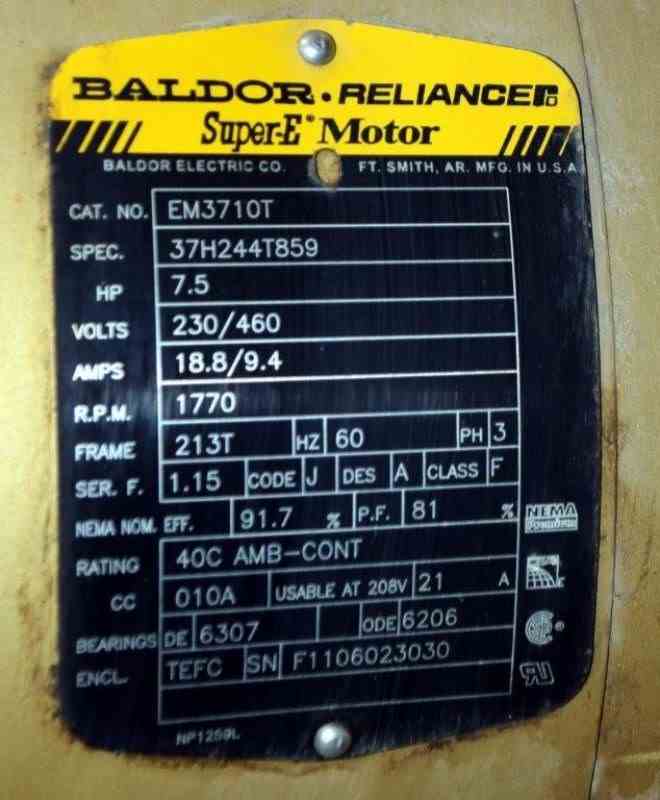 BALDOR • RELIANCE
Super-E® Motor
BALDOR ELECTRIC CO. FT. SMITH, AR. MFG. IN U.S.A.
CAT. NO. EM3710T
SPEC. 37H244T859
HP 7.5
VOLTS 230/460
AMPS 18.8/9.4
R.P.M. 1770
FRAME 213T HZ 60 PH 3
SER. F. 1.15 CODE J DES A CLASS F
NEMA NOM. EFF. 91.7 % P.F. 81 %
NEMA
Premium
RATING 40C AMB-CONT
CC 010A USABLE AT 208V 21 A
BEARINGS DE 6307 ODE 6206
ENCL. TEFC SN F1106023030
NP1259L